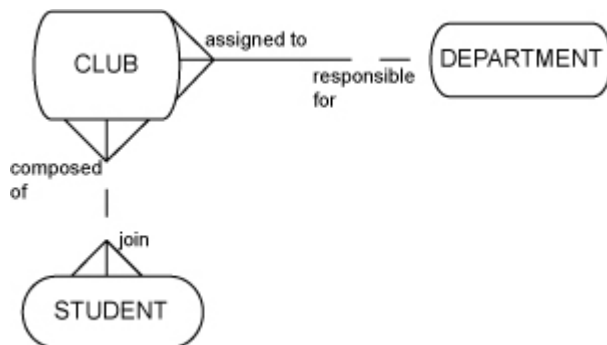 CLUB
assigned to
responsible
for
DEPARTMENT
composed
of
join
STUDENT